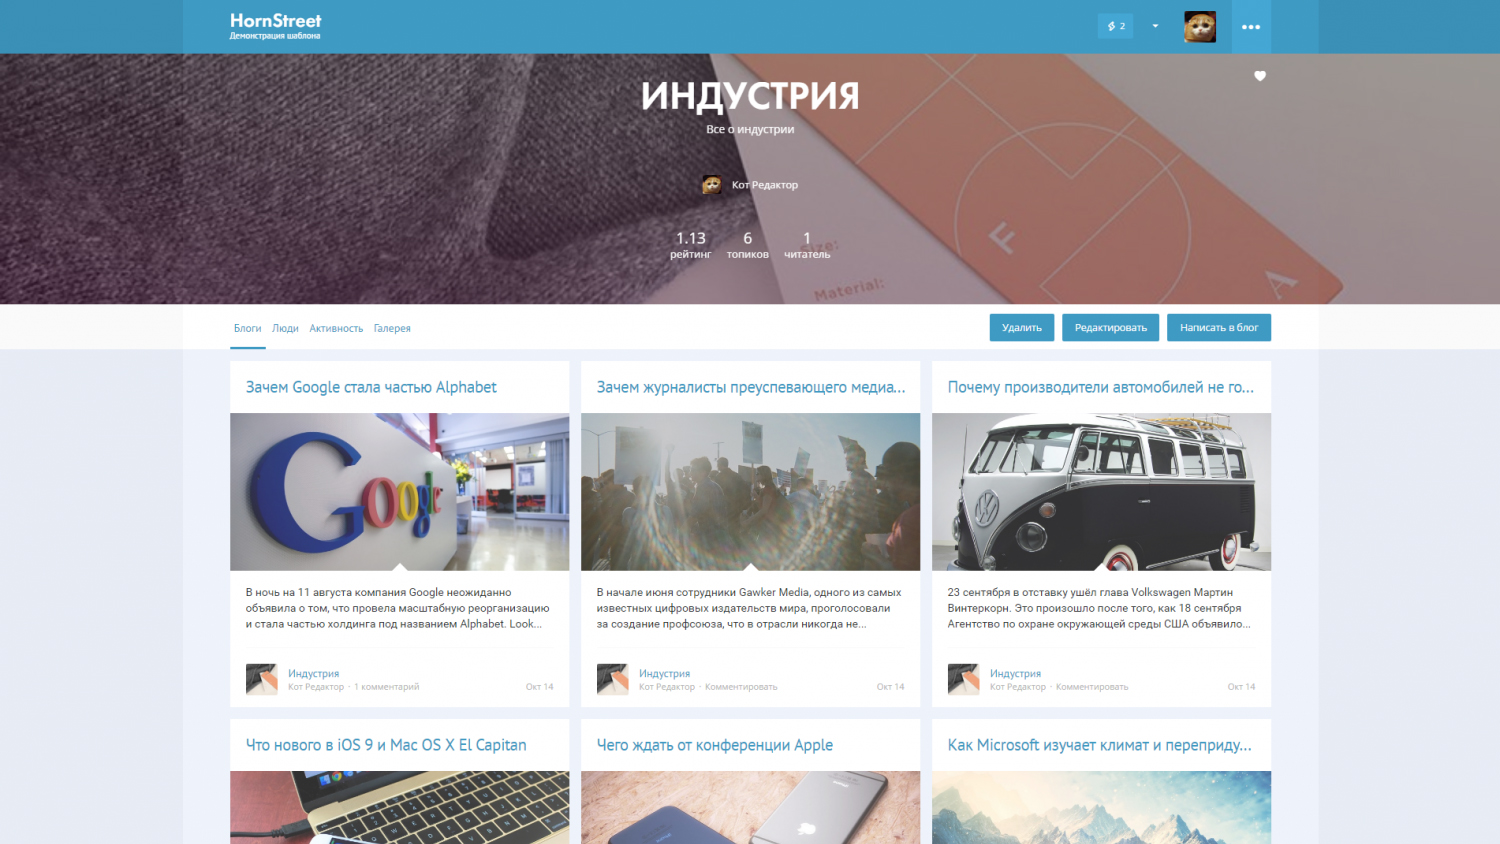 HornStreet
Демонстрация шаблона
2
ИНДУСТРИЯ
Все о индустрии
Кот Редактор
1.13 6 1
рейтинг топиков читатель
Size:
Material:
F
A
Блоги Люди Активность Галерея
Удалить Редактировать Написать в блог
Зачем Google стала частью Alphabet
Google
В ночь на 11 августа компания Google неожиданно
объявила о том, что провела масштабную реорганизацию
и стала частью холдинга под названием Alphabet. Look...
Индустрия
Кот Редактор · 1 комментарий Окт 14
Зачем журналисты преуспевающего медиа...
В начале июня сотрудники Gawker Media, одного из самых
известных цифровых издательств мира, проголосовали
за создание профсоюза, что в отрасли никогда не...
Индустрия
Кот Редактор · Комментировать Окт 14
Почему производители автомобилей не го...
23 сентября в отставку ушёл глава Volkswagen Мартин
Винтеркорн. Это произошло после того, как 18 сентября
Агентство по охране окружающей среды США объявило...
Индустрия
Кот Редактор · Комментировать Окт 14
Что нового в iOS 9 и Mac OS X El Capitan
Чего ждать от конференции Apple
Как Microsoft изучает климат и перепридy...